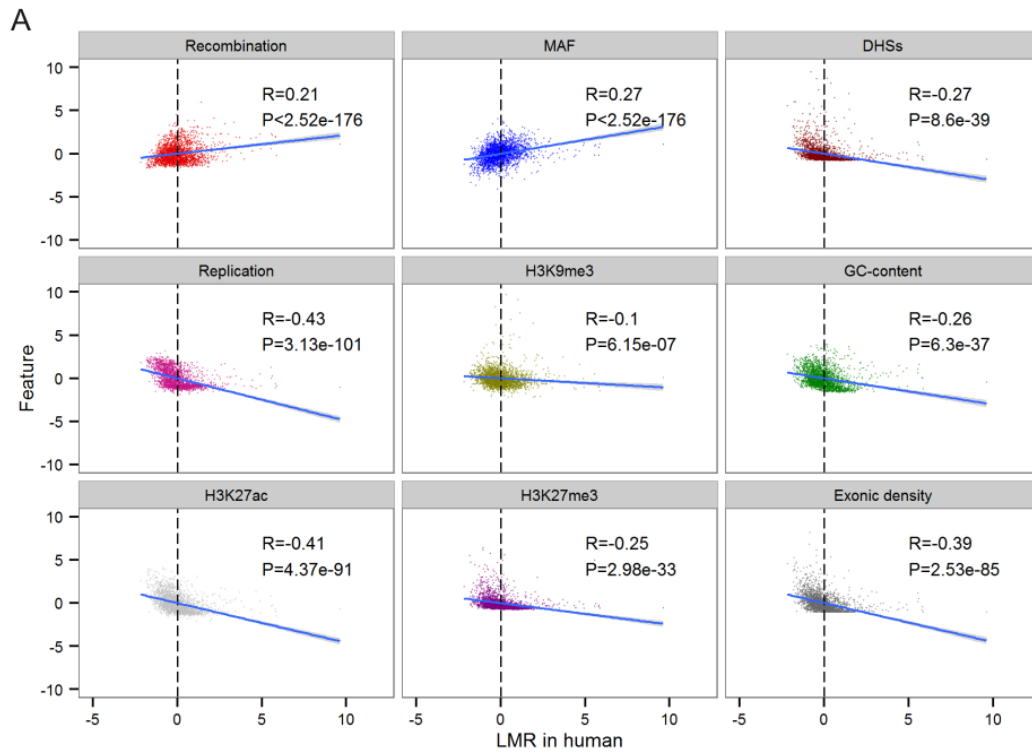 A
Recombination
MAF
DHSs
10
5
0
-5
-10
R=0.21
P<2.52e-176
R=0.27
P<2.52e-176
R=-0.27
P=8.6e-39
Replication
H3K9me3
GC-content
Feature
10
5
0
-5
-10
R=-0.43
P=3.13e-101
R=-0.1
P=6.15e-07
R=-0.26
P=6.3e-37
H3K27ac
H3K27me3
Exonic density
10
5
0
-5
-10
R=-0.41
P=4.37e-91
R=-0.25
P=2.98e-33
R=-0.39
P=2.53e-85
-5 0 5 10 -5 0 5 10 -5 0 5 10
LMR in human